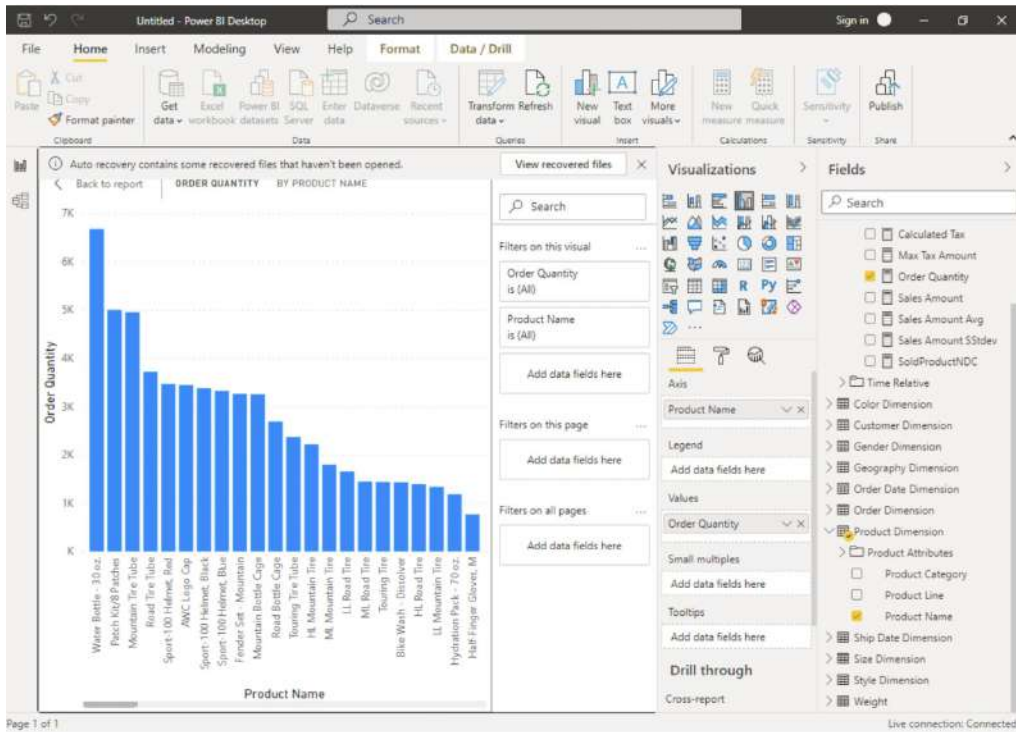 Untitled - Power BI Desktop
Search
Sign in
File Home Insert Modeling View Help Format Data / Drill
Paste
Cut
Copy
Format painter
Clipboard
Get data
Excel workbook
Power BI datasets
SQL Server
Enter data
Dataverse
Recent sources
Data
Transform data
Refresh
Queries
New visual
Text box
More visuals
Insert
New measure
Quick measure
Calculations
Sensitivity
Sensitivity
Publish
Share
Auto recovery contains some recovered files that haven't been opened.
View recovered files
Back to report
ORDER QUANTITY BY PRODUCT NAME
7K
6K
5K
4K
3K
2K
1K
K
Order Quantity
Water Bottle - 30 oz.
Patch Kit/8 Patches
Mountain Tire Tube
Road Tire Tube
Sport-100 Helmet, Red
AWC Logo Cap
Sport-100 Helmet, Black
Sport-100 Helmet, Blue
Fender Set - Mountain
Mountain Bottle Cage
Road Bottle Cage
Touring Tire Tube
HL Mountain Tire
ML Mountain Tire
LL Road Tire
ML Road Tire
Touring Tire
Bike Wash - Dissolver
HL Road Tire
LL Mountain Tire
Hydration Pack - 70 oz.
Half-Finger Gloves, M
Product Name
Search
Filters on this visual
Order Quantity
is (All)
Product Name
is (All)
Add data fields here
Filters on this page
Add data fields here
Filters on all pages
Add data fields here
Visualizations
R
Py
Axis
Product Name
Legend
Add data fields here
Values
Order Quantity
Small multiples
Add data fields here
Tooltips
Add data fields here
Drill through
Cross-report
Fields
Search
Calculated Tax
Max Tax Amount
Order Quantity
Sales Amount
Sales Amount Avg
Sales Amount SStdev
SoldProductNDC
Time Relative
Color Dimension
Customer Dimension
Gender Dimension
Geography Dimension
Order Date Dimension
Order Dimension
Product Dimension
Product Attributes
Product Category
Product Line
Product Name
Ship Date Dimension
Size Dimension
Style Dimension
Weight
Page 1 of 1
Live connection: Connected